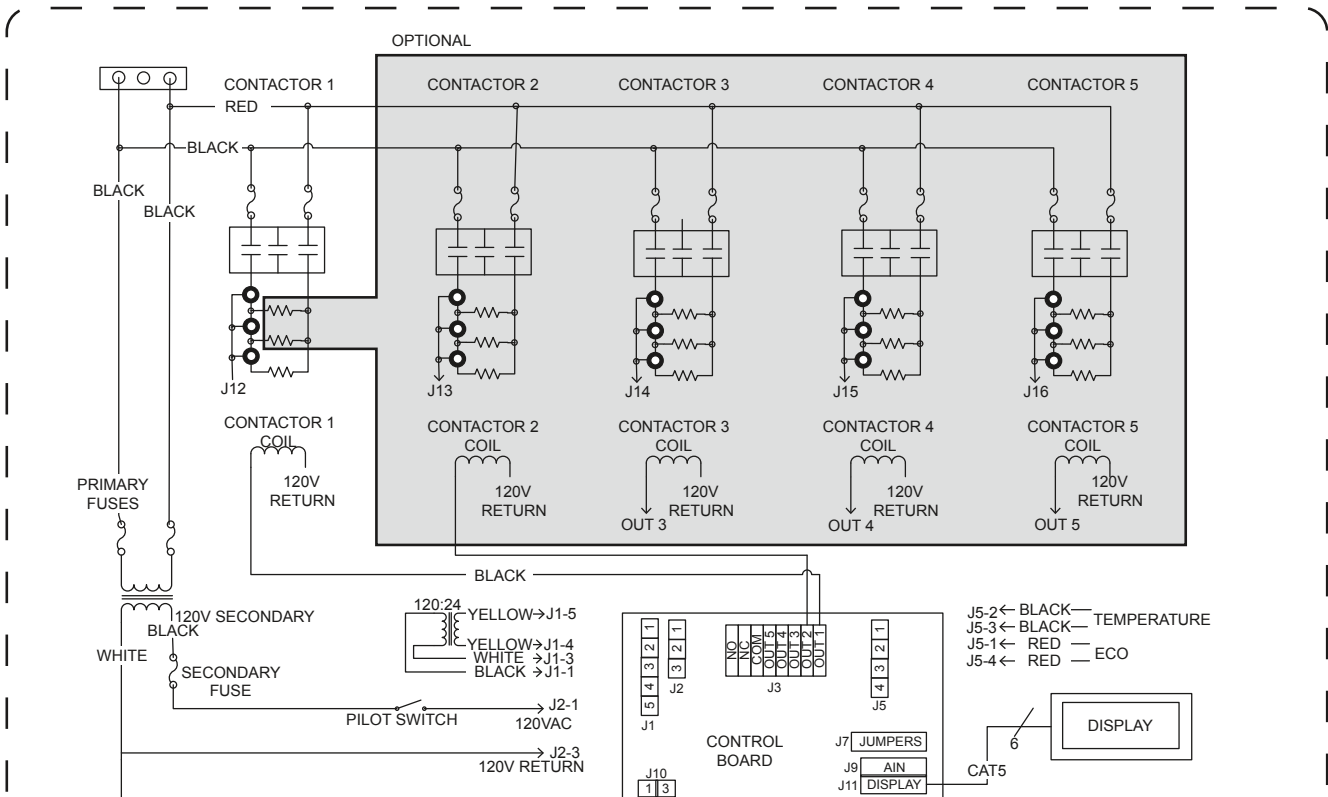 OPTIONAL
CONTACTOR 1
CONTACTOR 2
CONTACTOR 3
CONTACTOR 4
CONTACTOR 5
RED
BLACK
BLACK
BLACK
J12
J13
J14
J15
J16
CONTACTOR 1
COIL
120V
RETURN
CONTACTOR 2
COIL
120V
RETURN
CONTACTOR 3
COIL
120V
RETURN
OUT 3
CONTACTOR 4
COIL
120V
RETURN
OUT 4
CONTACTOR 5
COIL
120V
RETURN
OUT 5
PRIMARY
FUSES
BLACK
120V SECONDARY
BLACK
WHITE
SECONDARY
FUSE
PILOT SWITCH
J2-1
120VAC
J2-3
120V RETURN
120:24
YELLOW J1-5
YELLOW J1-4
WHITE J1-3
BLACK J1-1
1
2
3
4
5
J1
1
2
3
J2
NO
NC
COM
OUT 5
OUT 4
OUT 3
OUT 2
OUT 1
J3
1
2
3
4
J5
J5-2 BLACK
J5-3 BLACK
TEMPERATURE
J5-1 RED
J5-4 RED
ECO
CONTROL
BOARD
J7 JUMPERS
J9 AIN
J11 DISPLAY
J10
1 3
6
CAT5
DISPLAY